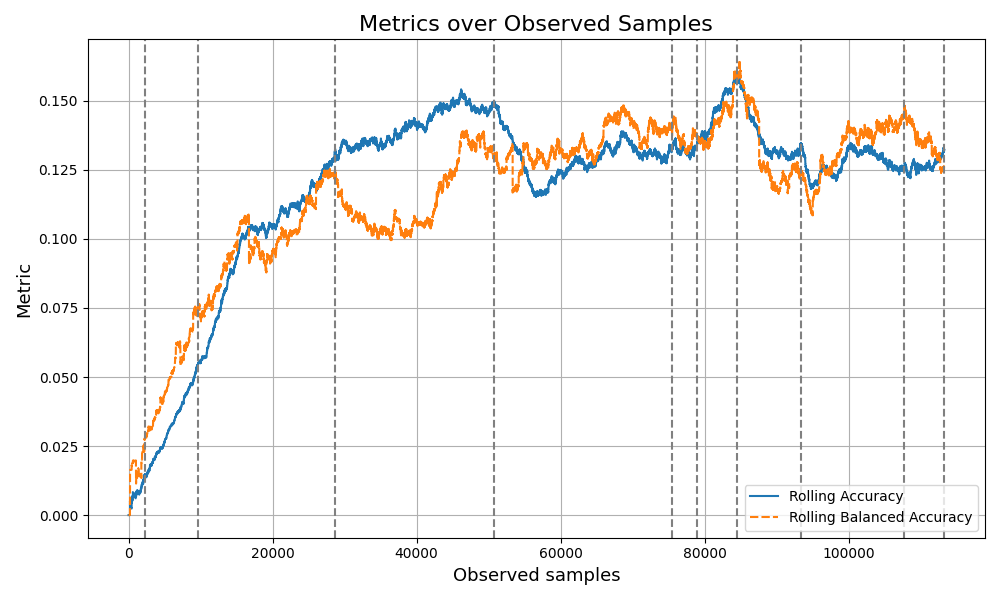 Metrics over Observed Samples
Metric
0.150
0.125
0.100
0.075
0.050
0.025
0.000
Rolling Accuracy
Rolling Balanced Accuracy
0
20000
40000
60000
80000
100000
Observed samples